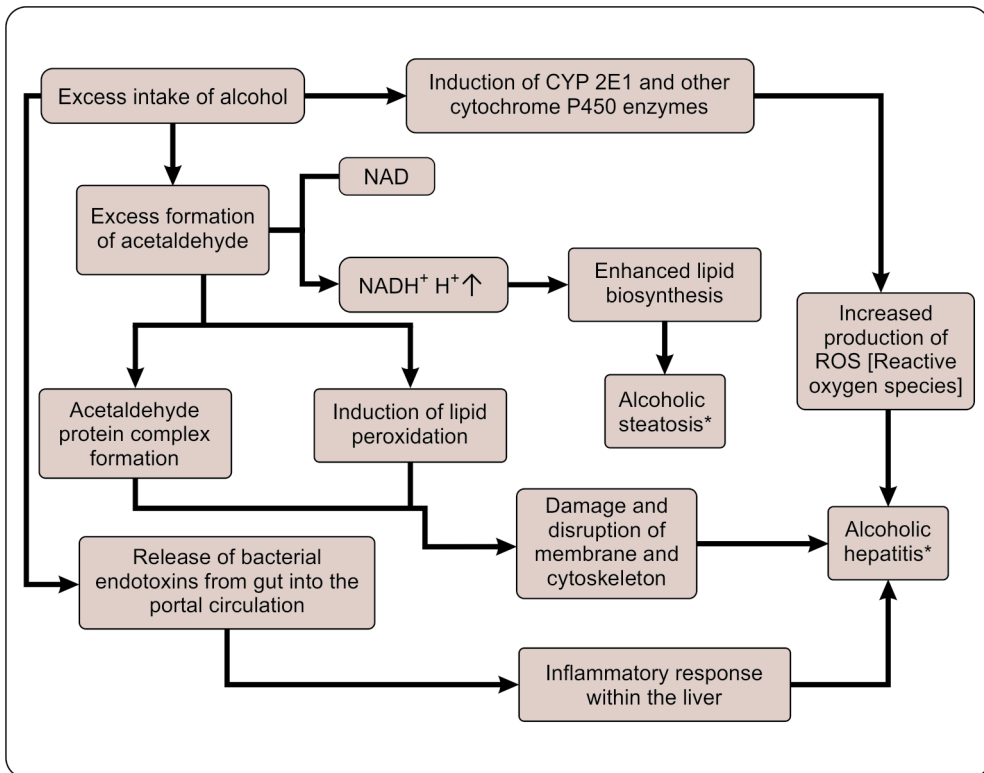 Excess intake of alcohol
Induction of CYP 2E1 and other
cytochrome P450 enzymes
NAD
Excess formation
of acetaldehyde
NADH⁺ H⁺↑
Enhanced lipid
biosynthesis
Increased
production of
ROS [Reactive
oxygen species]
Alcoholic
steatosis*
Acetaldehyde
protein complex
formation
Induction of lipid
peroxidation
Damage and
disruption of
membrane and
cytoskeleton
Alcoholic
hepatitis*
Release of bacterial
endotoxins from gut into the
portal circulation
Inflammatory response
within the liver